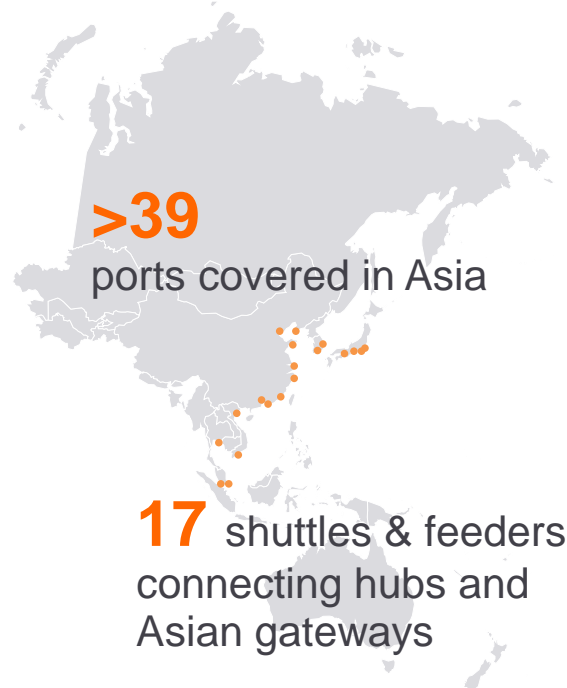 >39
ports covered in Asia
17 shuttles & feeders
connecting hubs and
Asian gateways